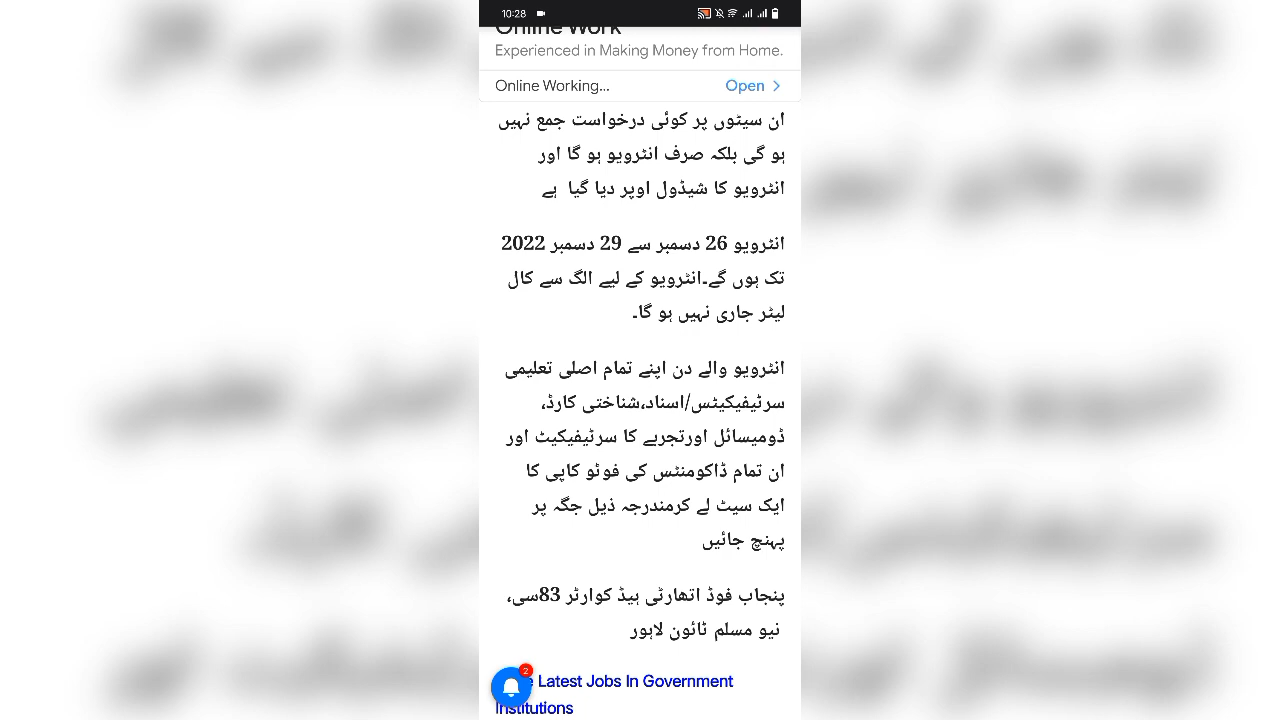 10:28
Online Work
Experienced in Making Money from Home.
Online Working...
Open
ان سیٹوں پر کوئی درخواست جمع نہیں
ہو گی بلکہ صرف انٹرویو ہو گا اور
انٹرویو کا شیڈول اوپر دیا گیا ہے
انٹرویو 26 دسمبر سے 29 دسمبر 2022
تک ہوں گے۔انٹرویو کے لیے الگ سے کال
لیٹر جاری نہیں ہو گا۔
انٹرویو والے دن اپنے تمام اصلی تعلیمی
سرٹیفیکیٹس/اسناد،شناختی کارڈ،
ڈومیسائل اورتجربے کا سرٹیفیکیٹ اور
ان تمام ڈاکومنٹس کی فوٹو کاپی کا
ایک سیٹ لے کرمندرجہ ذیل جگہ پر
پہنچ جائیں
پنجاب فوڈ اتھارٹی ہیڈ کوارٹر 83سی،
نیو مسلم ٹائون لاہور
2
Latest Jobs In Government
Institutions